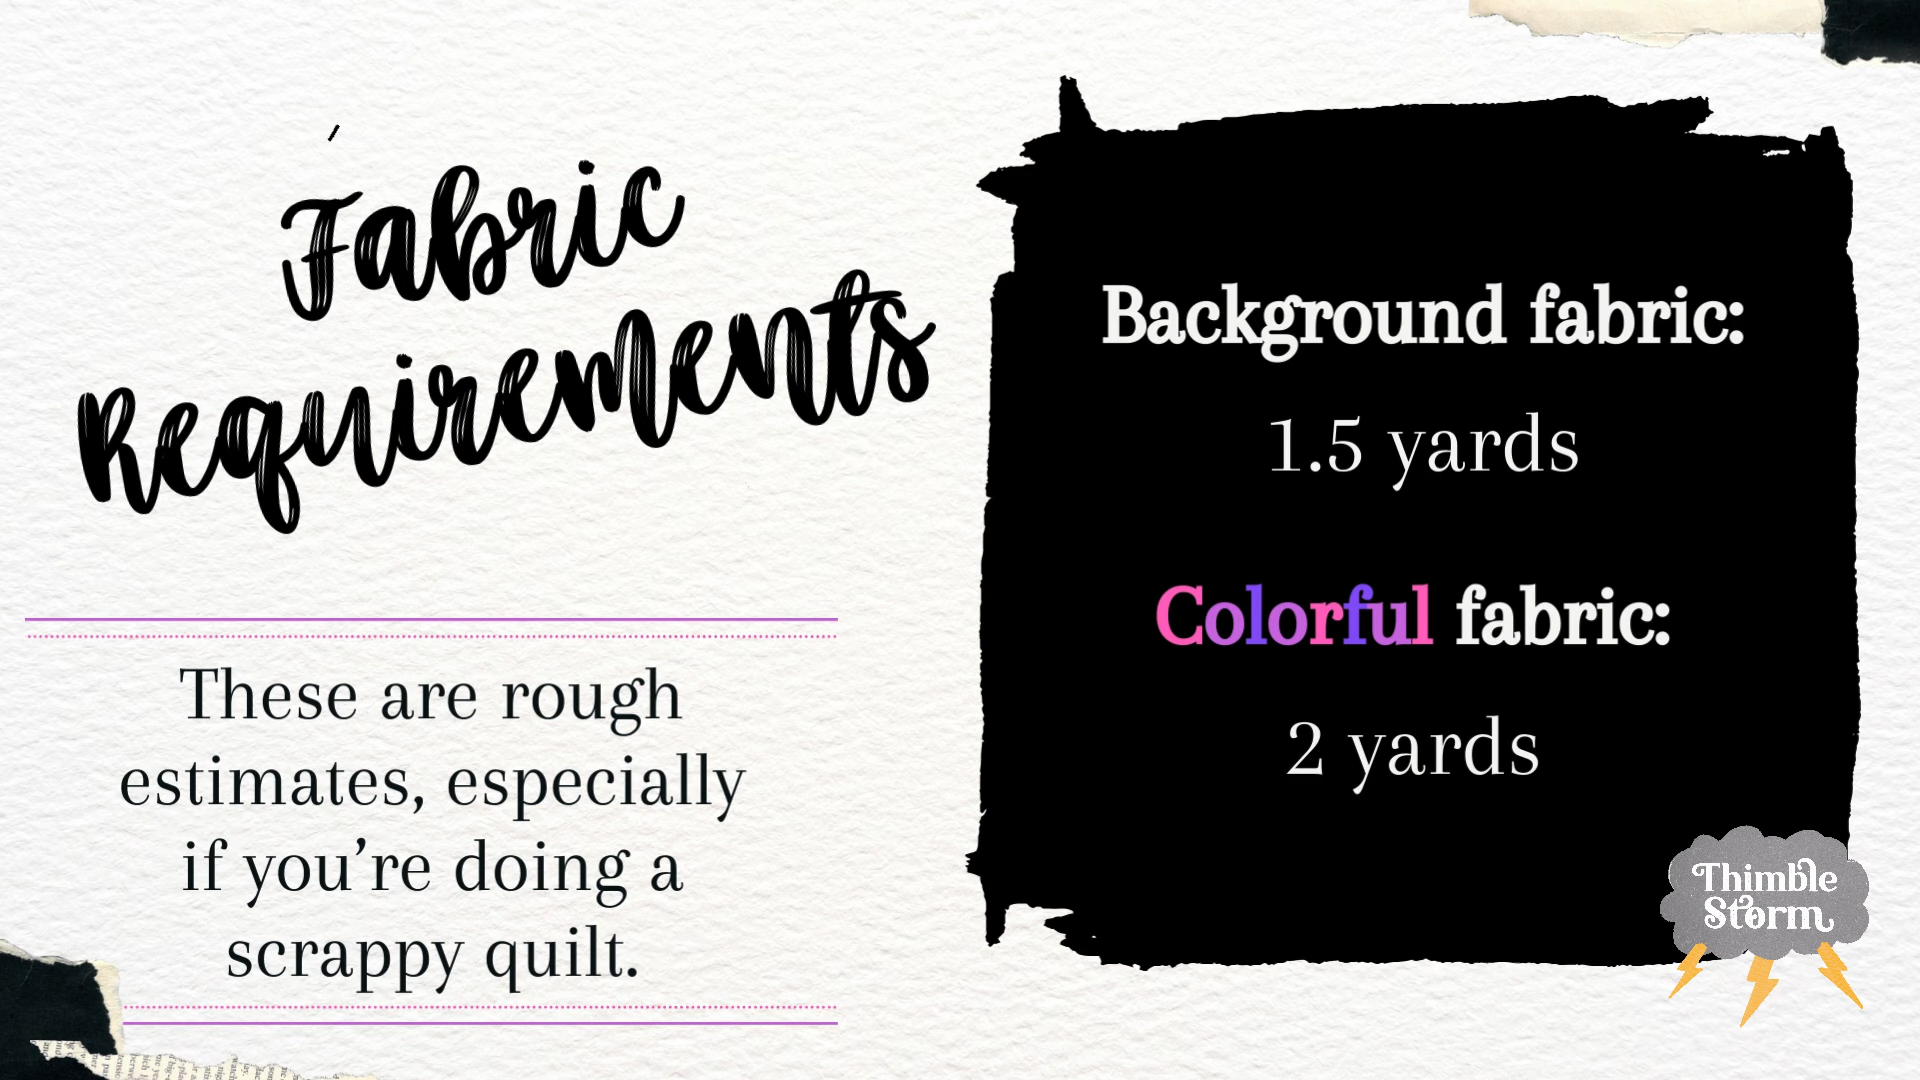 Fabric
Requirements
These are rough
estimates, especially
if you’re doing a
scrappy quilt.
Background fabric:
1.5 yards
Colorful fabric:
2 yards
Thimble
Storm